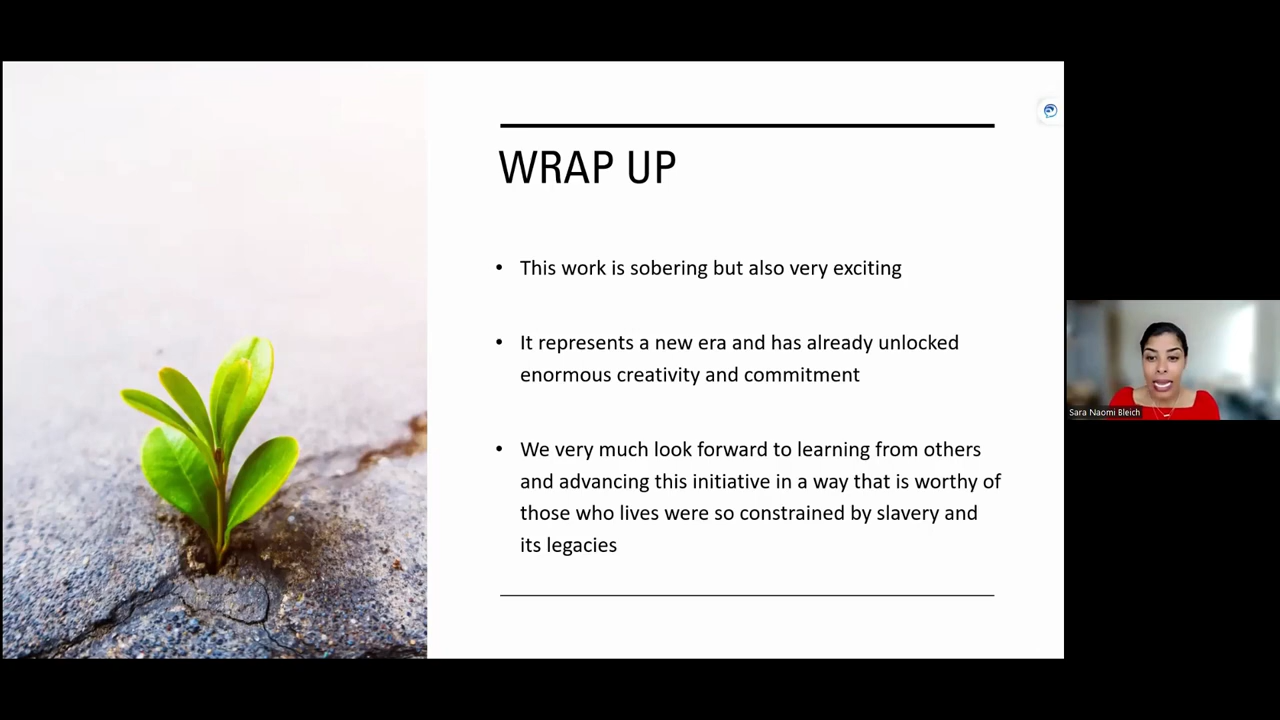 WRAP UP
• This work is sobering but also very exciting
• It represents a new era and has already unlocked
enormous creativity and commitment
• We very much look forward to learning from others
and advancing this initiative in a way that is worthy of
those who lives were so constrained by slavery and
its legacies
Sara Naomi Bleich